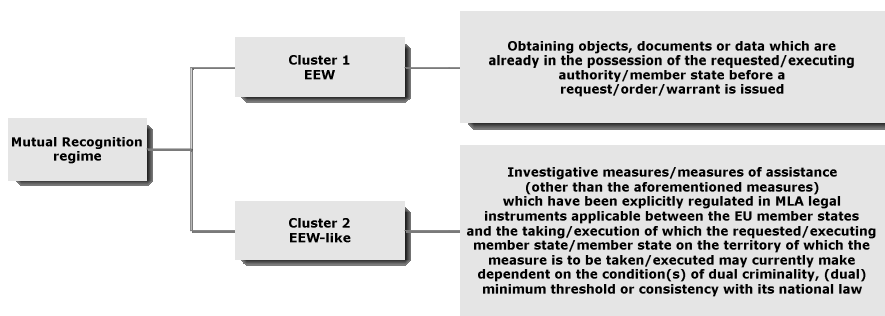 Mutual Recognition
regime
Cluster 1
EEW
Obtaining objects, documents or data which are
already in the possession of the requested/executing
authority/member state before a
request/order/warrant is issued
Cluster 2
EEW-like
Investigative measures/measures of assistance
(other than the aforementioned measures)
which have been explicitly regulated in MLA legal
instruments applicable between the EU member states
and the taking/execution of which the requested/executing
member state/member state on the territory of which the
measure is to be taken/executed may currently make
dependent on the condition(s) of dual criminality, (dual)
minimum threshold or consistency with its national law